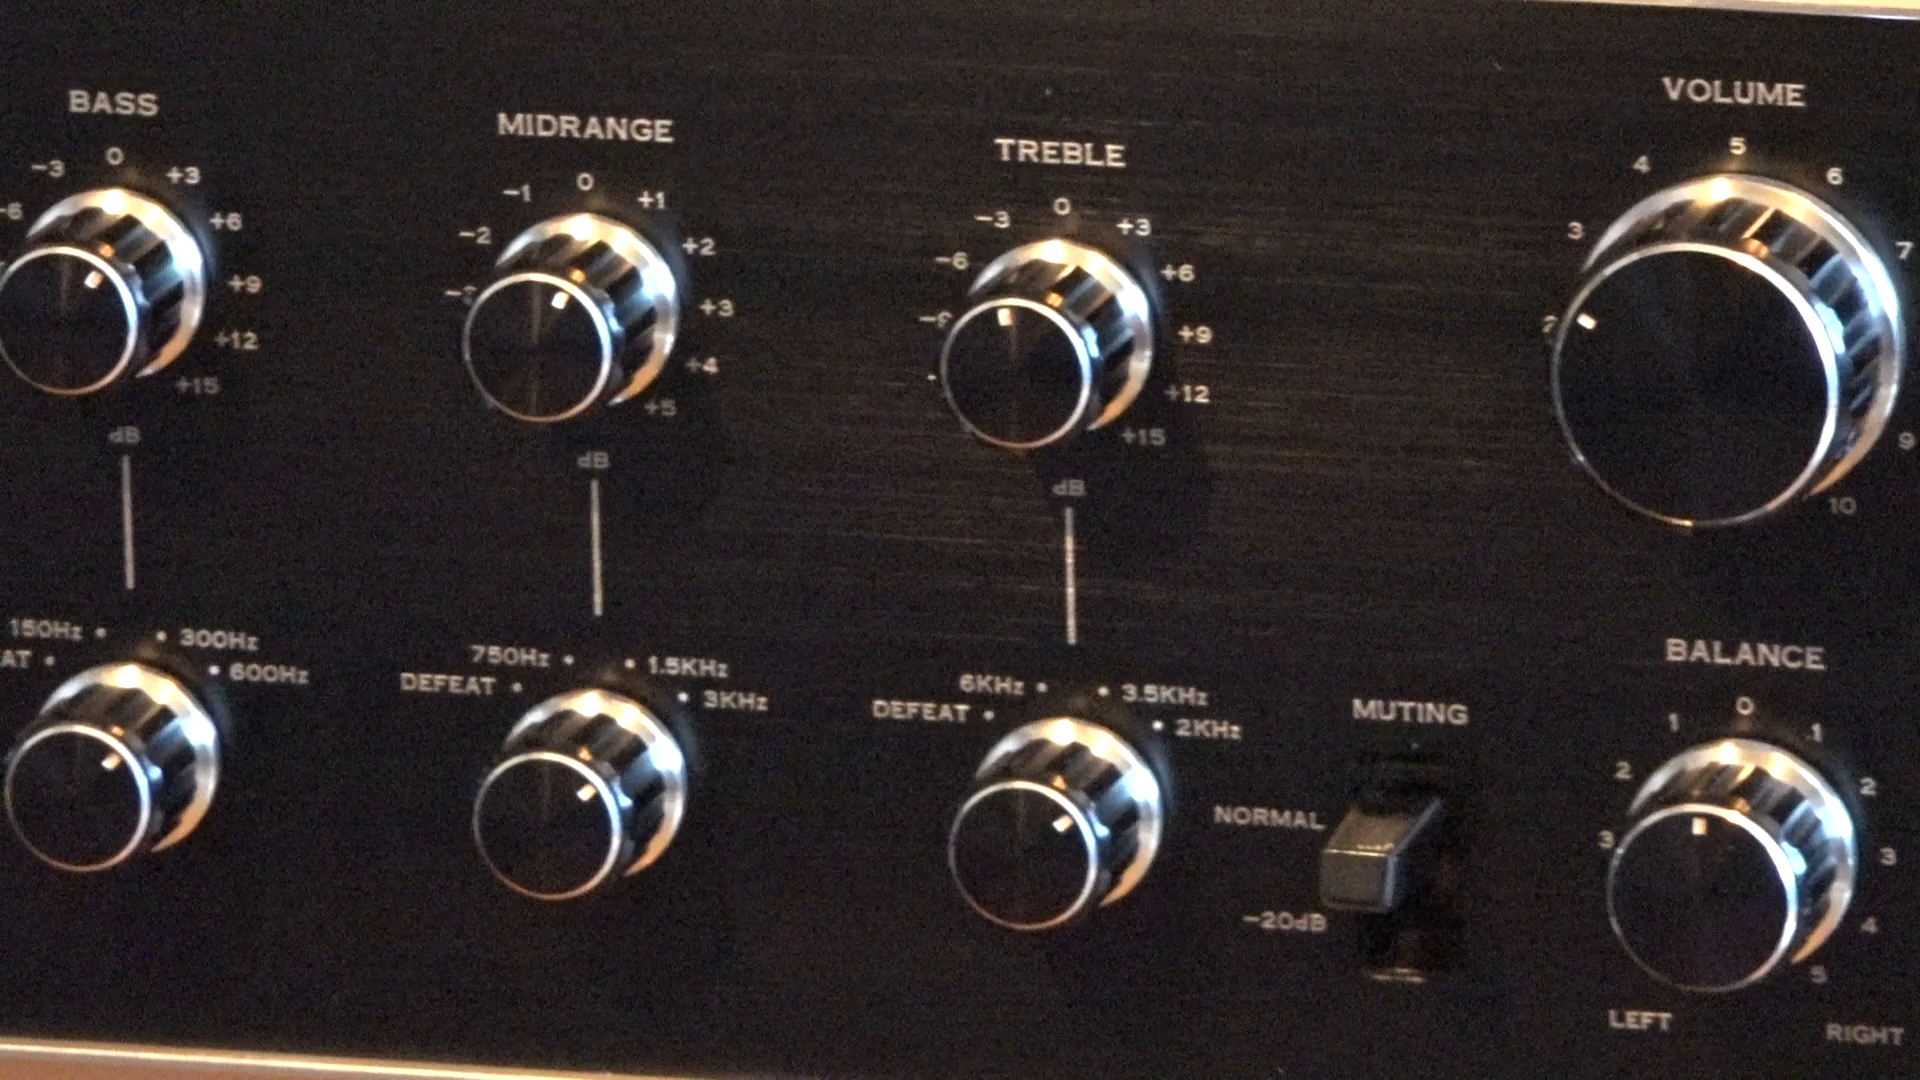 BASS
-3 0 +3
-6 +6
+9
+12
+15
dB
150Hz 300Hz
600Hz
MIDRANGE
-1 0 +1
-2 +2
+3
+4
+5
dB
750Hz 1.5KHz
DEFEAT 3KHz
TREBLE
-3 0 +3
-6 +6
-9 +9
+12
+15
dB
6KHz 3.5KHz
DEFEAT 2KHz
MUTING
NORMAL
-20dB
VOLUME
4 5 6
3 7
2
9
10
BALANCE
1 0 1
2 2
3 3
4
5
LEFT RIGHT